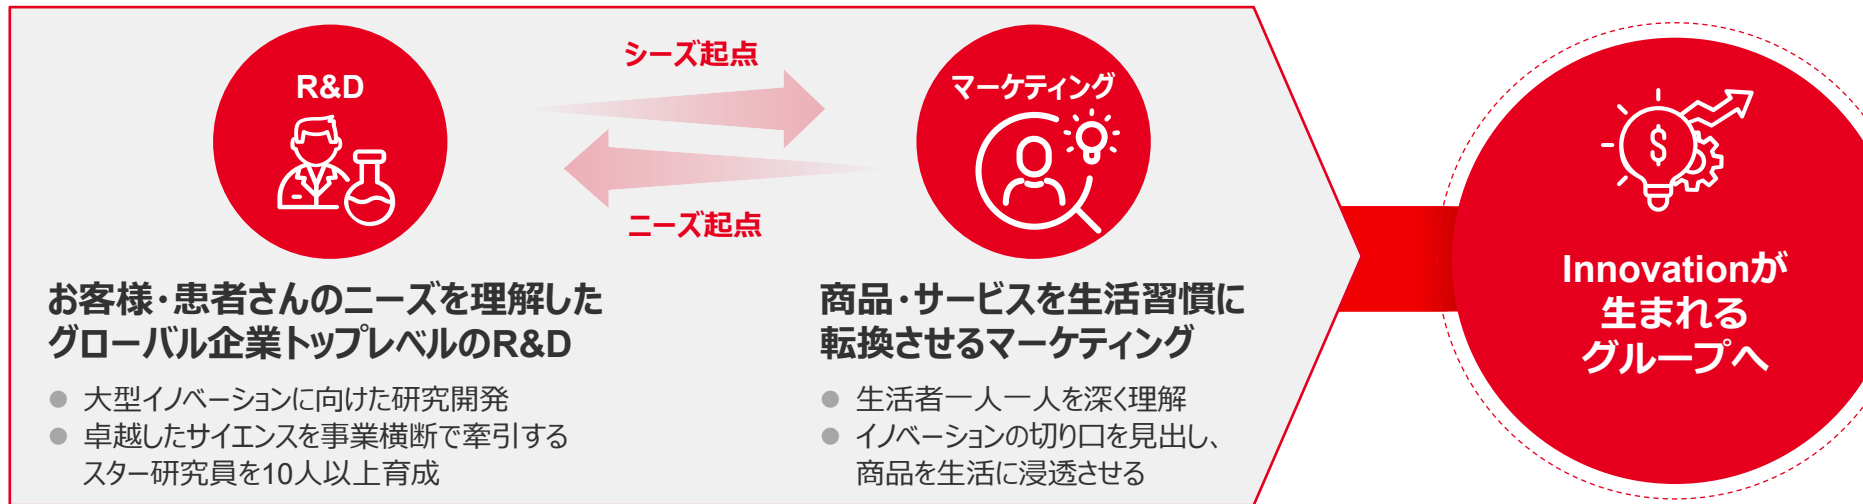 R&D
シーズ起点
ニーズ起点
マーケティング
お客様・患者さんのニーズを理解した
グローバル企業トップレベルのR&D
● 大型イノベーションに向けた研究開発
● 卓越したサイエンスを事業横断で牽引する
スター研究員を10人以上育成
商品・サービスを生活習慣に
転換させるマーケティング
● 生活者一人一人を深く理解
● イノベーションの切り口を見出し、
商品を生活に浸透させる
$
Innovationが
生まれる
グループへ